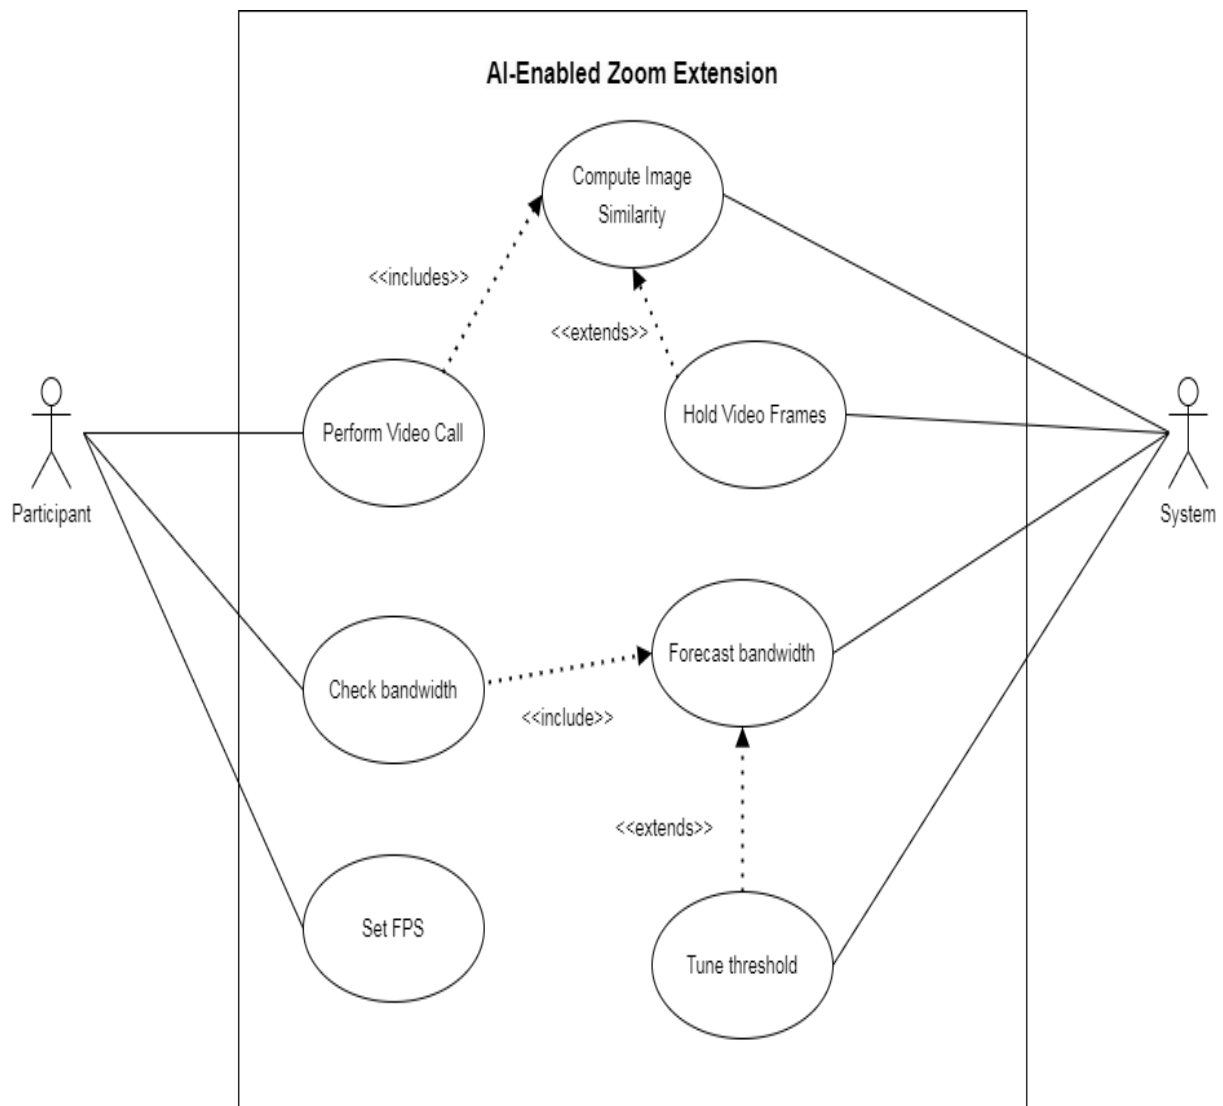 AI-Enabled Zoom Extension
Compute Image
Similarity
<<includes>>
<<extends>>
Perform Video Call
Hold Video Frames
Participant
System
Forecast bandwidth
Check bandwidth
<<include>>
<<extends>>
Set FPS
Tune threshold